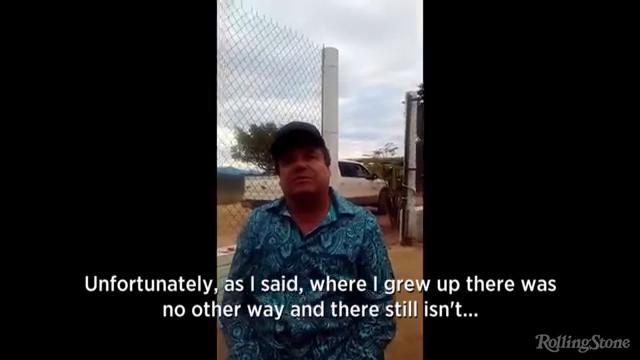 Unfortunately, as I said, where I grew up there was
no other way and there still isn't...
RollingStone